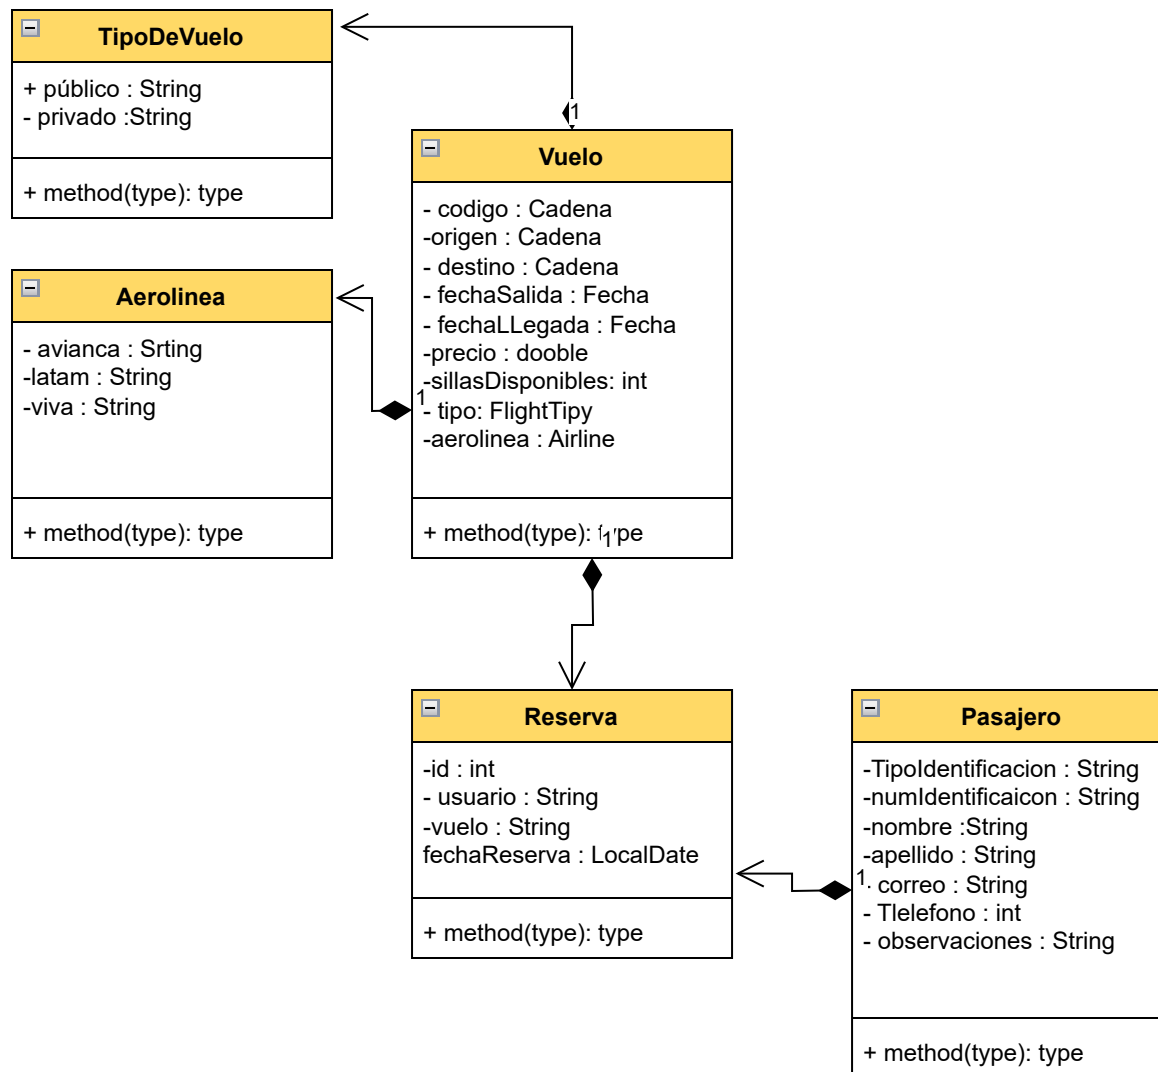 TipoDeVuelo
+ público : String
- privado :String
+ method(type): type
1
Vuelo
- codigo : Cadena
-origen : Cadena
- destino : Cadena
- fechaSalida : Fecha
- fechaLLegada : Fecha
-precio : dooble
-sillasDisponibles: int
- tipo: FlightTipy
-aerolinea : Airline
+ method(type): type
1
1
Aerolinea
- avianca : Srting
-latam : String
-viva : String
+ method(type): type
Reserva
-id : int
- usuario : String
-vuelo : String
fechaReserva : LocalDate
+ method(type): type
Pasajero
-TipoIdentificacion : String
-numIdentificaicon : String
-nombre :String
-apellido : String
1
- correo : String
- Tlelefono : int
- observaciones : String
+ method(type): type